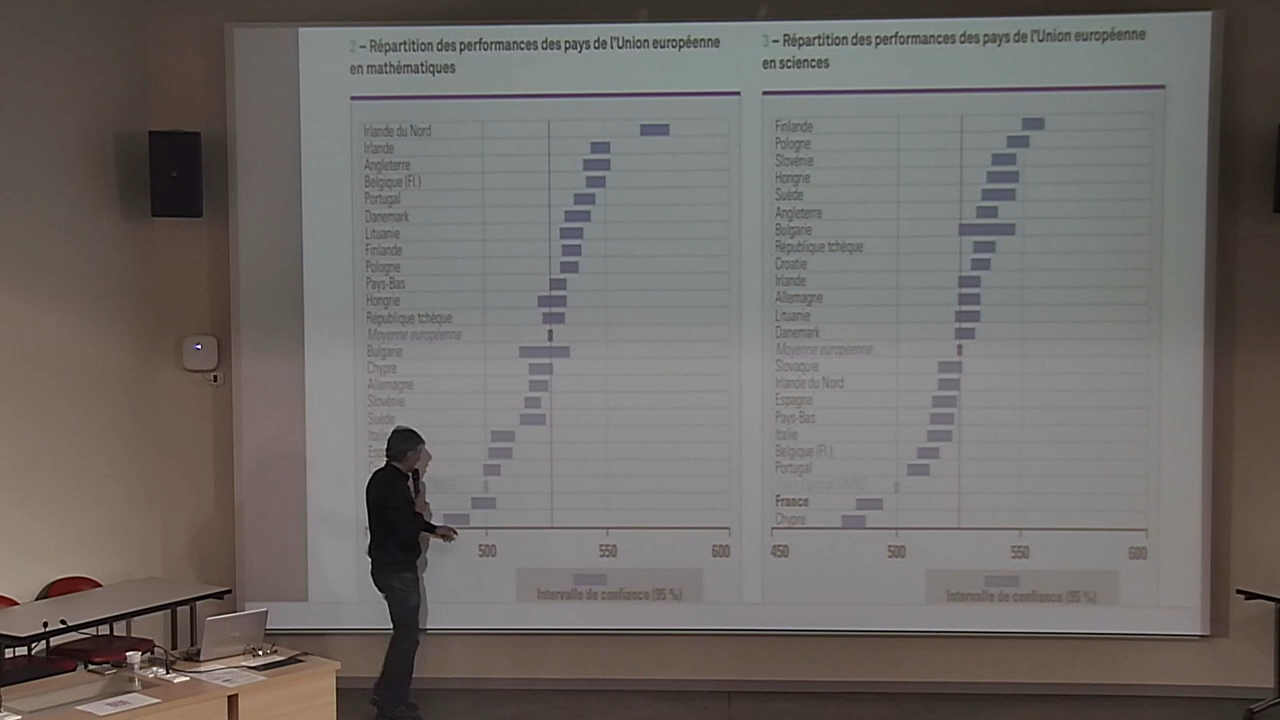 2 – Répartition des performances des pays de l'Union européenne
en mathématiques
Irlande du Nord
Irlande
Angleterre
Belgique (Fl.)
Portugal
Danemark
Lituanie
Finlande
Pologne
Pays-Bas
Hongrie
République tchèque
Moyenne européenne
Bulgarie
Chypre
Allemagne
Slovénie
Suède
500 550 600
Intervalle de confiance (95 %)
3 – Répartition des performances des pays de l'Union européenne
en sciences
Finlande
Pologne
Slovénie
Hongrie
Suède
Angleterre
Bulgarie
République tchèque
Croatie
Irlande
Allemagne
Lituanie
Danemark
Moyenne européenne
Slovaquie
Irlande du Nord
Espagne
Pays-Bas
Italie
Belgique (Fl.)
Portugal
France
Chypre
450 500 550 600
Intervalle de confiance (95 %)